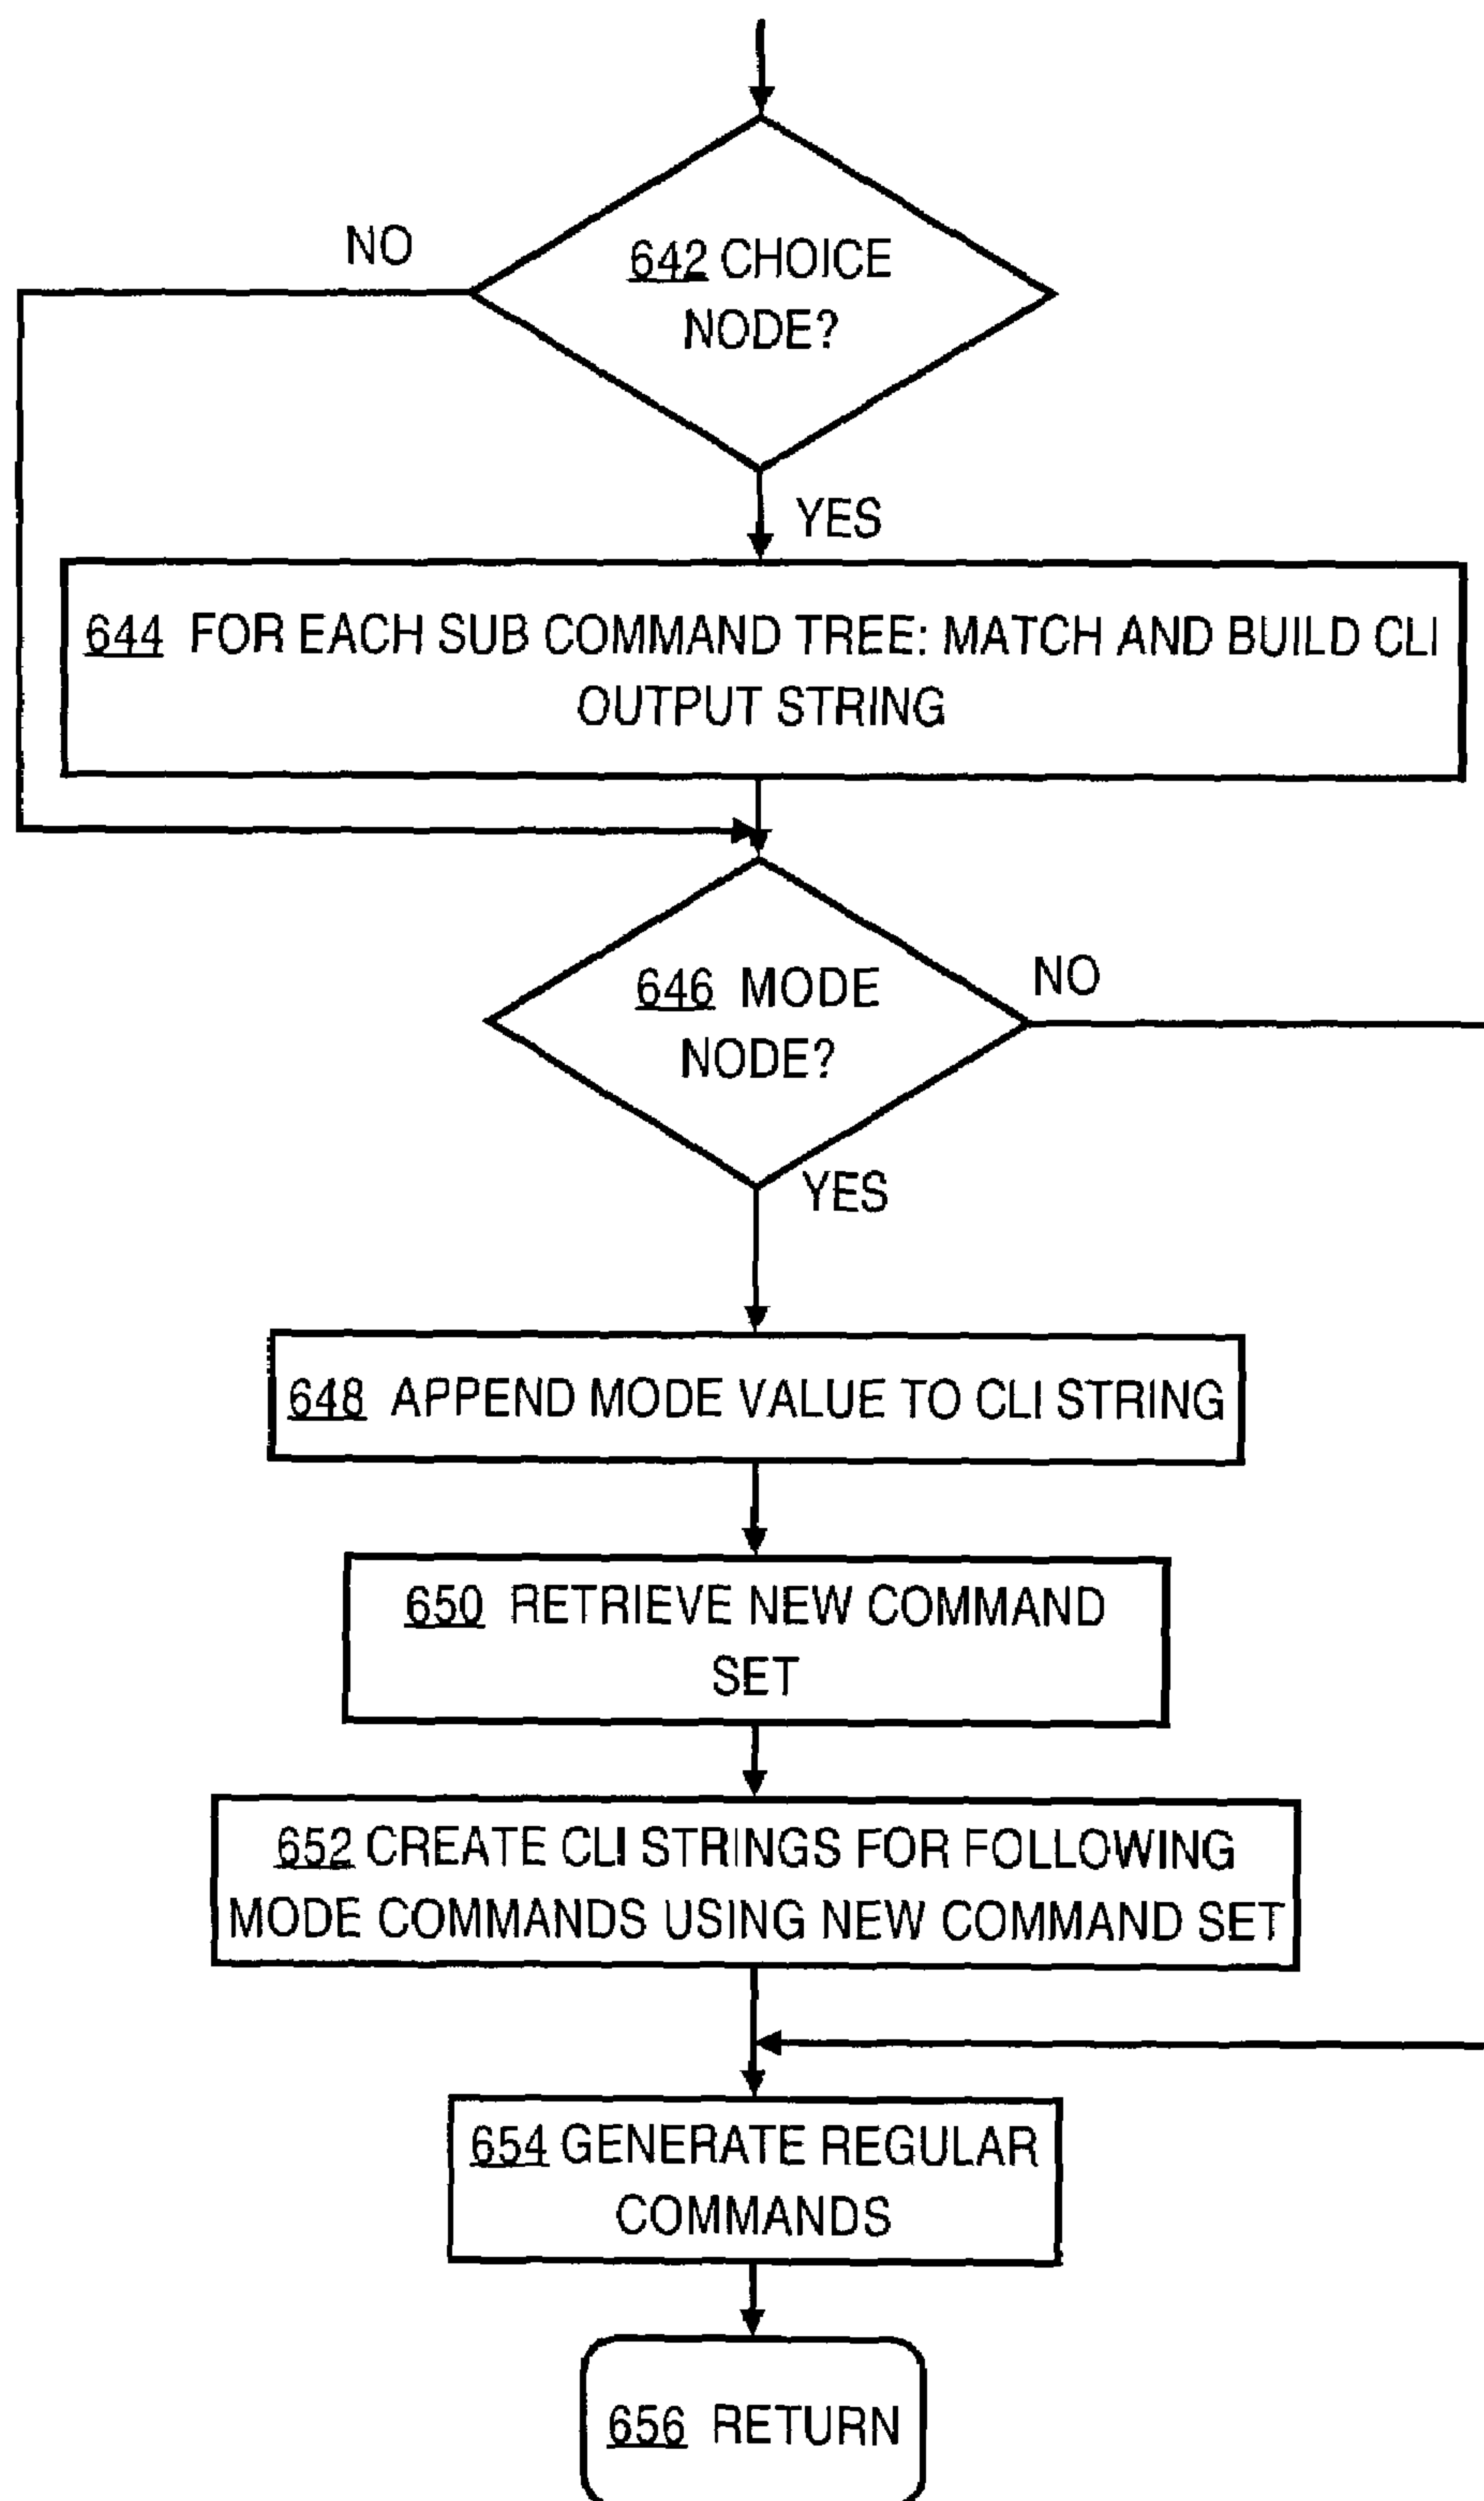 NO
642 CHOICE
NODE?
YES
644 FOR EACH SUB COMMAND TREE: MATCH AND BUILD CLI
OUTPUT STRING
646 MODE
NODE?
NO
YES
648 APPEND MODE VALUE TO CLI STRING
650 RETRIEVE NEW COMMAND
SET
652 CREATE CLI STRINGS FOR FOLLOWING
MODE COMMANDS USING NEW COMMAND SET
654 GENERATE REGULAR
COMMANDS
656 RETURN